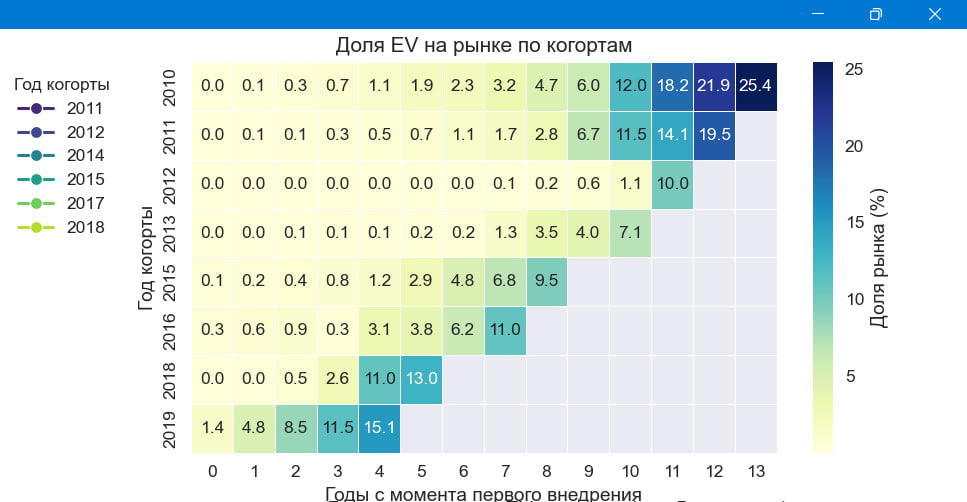 Доля EV на рынке по когортам
Год когорты
2011
2012
2014
2015
2017
2018
Год когорты
2010 0.0 0.1 0.3 0.7 1.1 1.9 2.3 3.2 4.7 6.0 12.0 18.2 21.9 25.4
2011 0.0 0.1 0.1 0.3 0.5 0.7 1.1 1.7 2.8 6.7 11.5 14.1 19.5
2012 0.0 0.0 0.0 0.0 0.0 0.0 0.0 0.1 0.2 0.6 1.1 10.0
2013 0.0 0.0 0.1 0.1 0.1 0.2 0.2 1.3 3.5 4.0 7.1
2015 0.1 0.2 0.4 0.8 1.2 2.9 4.8 6.8 9.5
2016 0.3 0.6 0.9 0.3 3.1 3.8 6.2 11.0
2018 0.0 0.0 0.5 2.6 11.0 13.0
2019 1.4 4.8 8.5 11.5 15.1
0 1 2 3 4 5 6 7 8 9 10 11 12 13
Годы с момента первого внедрения
25
20
15
10
5
Доля рынка (%)